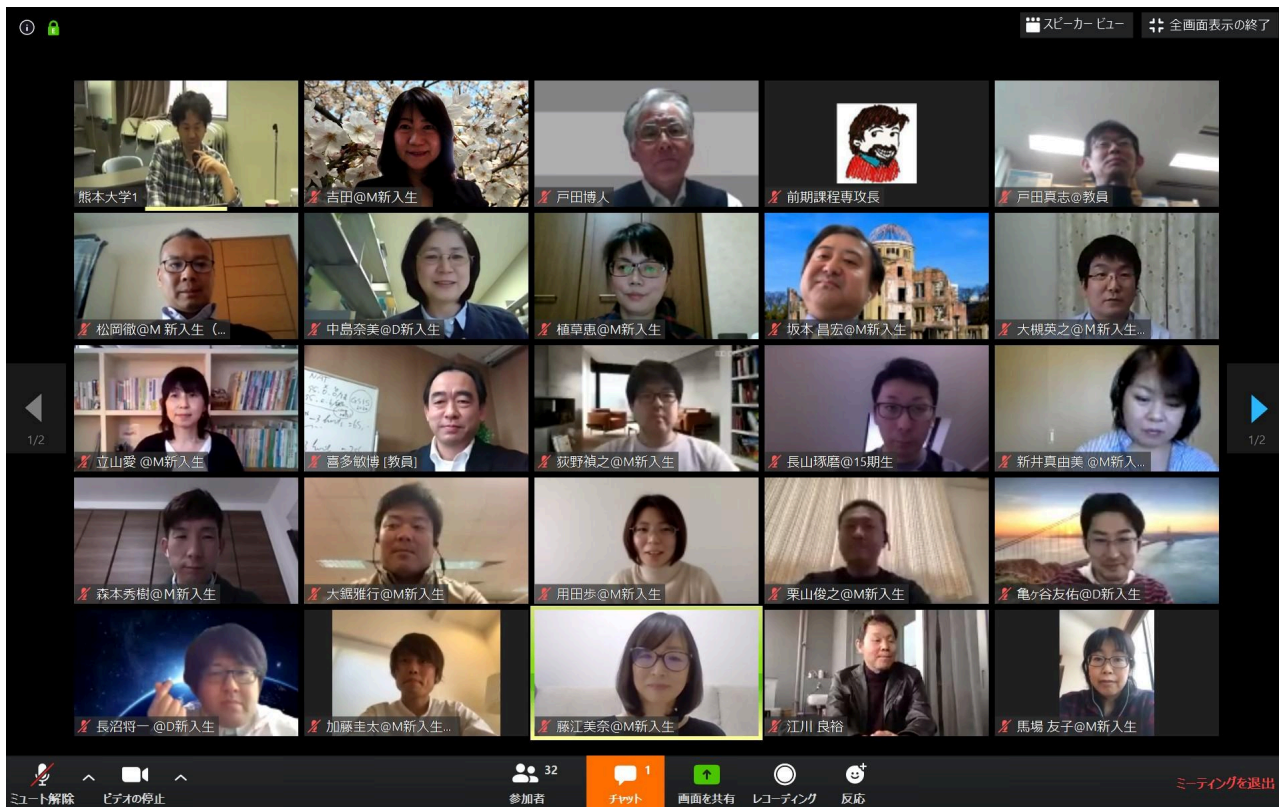 スピーカー ビュー
全画面表示の終了
熊本大学1
吉田@M新入生
戸田博人
前期課程専攻長
戸田真志@教員
松岡徹@M 新入生（...
中島奈美@D新入生
植草恵@M新入生
坂本 昌宏@M新入生
大槻英之@M新入生...
立山愛 @M新入生
喜多敏博 [教員]
荻野禎之@M新入生
長山琢磨@15期生
新井真由美 @M新入...
1/2
1/2
森本秀樹@M新入生
大鋸雅行@M新入生
用田歩@M新入生
栗山俊之@M新入生
亀ヶ谷友佑@D新入生
長沼将一 @D新入生
加藤圭太@M新入生...
藤江美奈@M新入生
江川 良裕
馬場 友子@M新入生
ミュート解除
ビデオの停止
32
参加者
1
チャット
画面を共有
レコーディング
反応
ミーティングを退出